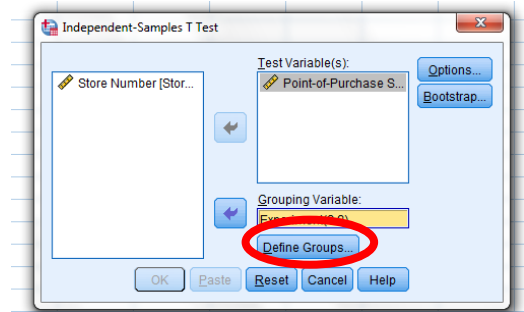 Independent-Samples T Test
Test Variable(s):
Store Number [Stor...
Point-of-Purchase S...
Options...
Bootstrap...
Grouping Variable:
Define Groups...
OK
Paste
Reset
Cancel
Help